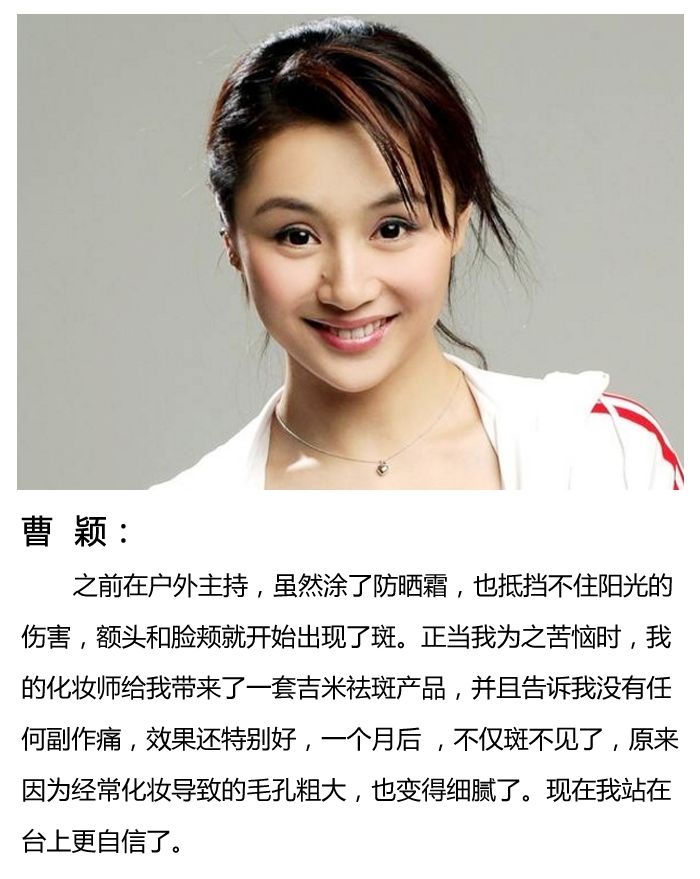 曹 颖：
之前在户外主持，虽然涂了防晒霜，也抵挡不住阳光的
伤害，额头和脸颊就开始出现了斑。正当我为之苦恼时，我
的化妆师给我带来了一套吉米祛斑产品，并且告诉我没有任
何副作痛，效果还特别好，一个月后 ，不仅斑不见了，原来
因为经常化妆导致的毛孔粗大，也变得细腻了。现在我站在
台上更自信了。